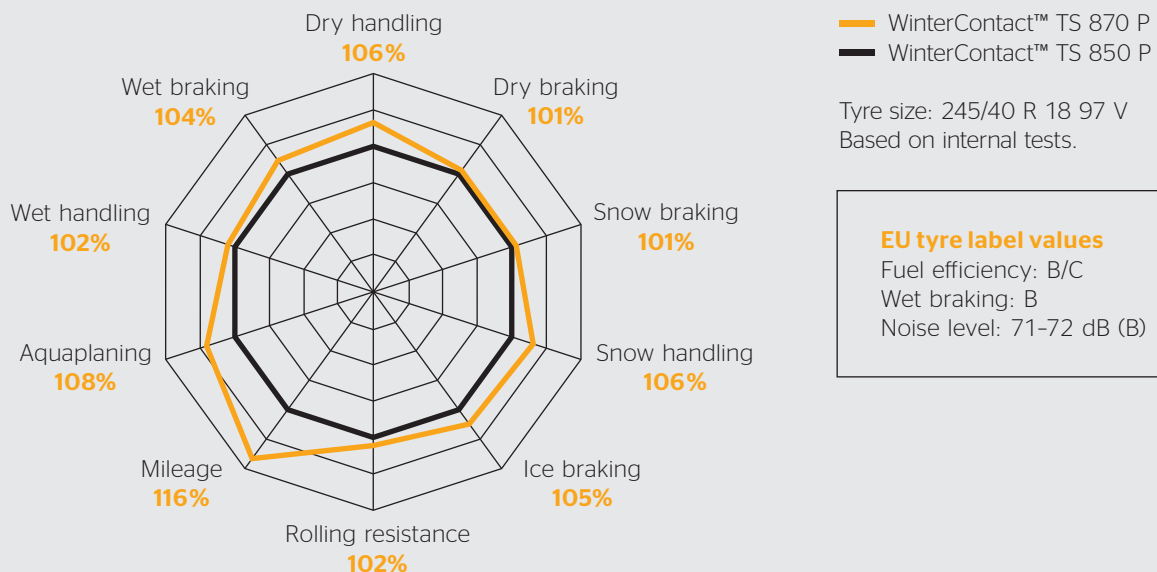 Dry handling
106%
Wet braking
104%
Dry braking
101%
Wet handling
102%
Snow braking
101%
Aquaplaning
108%
Snow handling
106%
Mileage
116%
Ice braking
105%
Rolling resistance
102%
WinterContact™ TS 870 P
WinterContact™ TS 850 P
Tyre size: 245/40 R 18 97 V
Based on internal tests.
EU tyre label values
Fuel efficiency: B/C
Wet braking: B
Noise level: 71–72 dB (B)